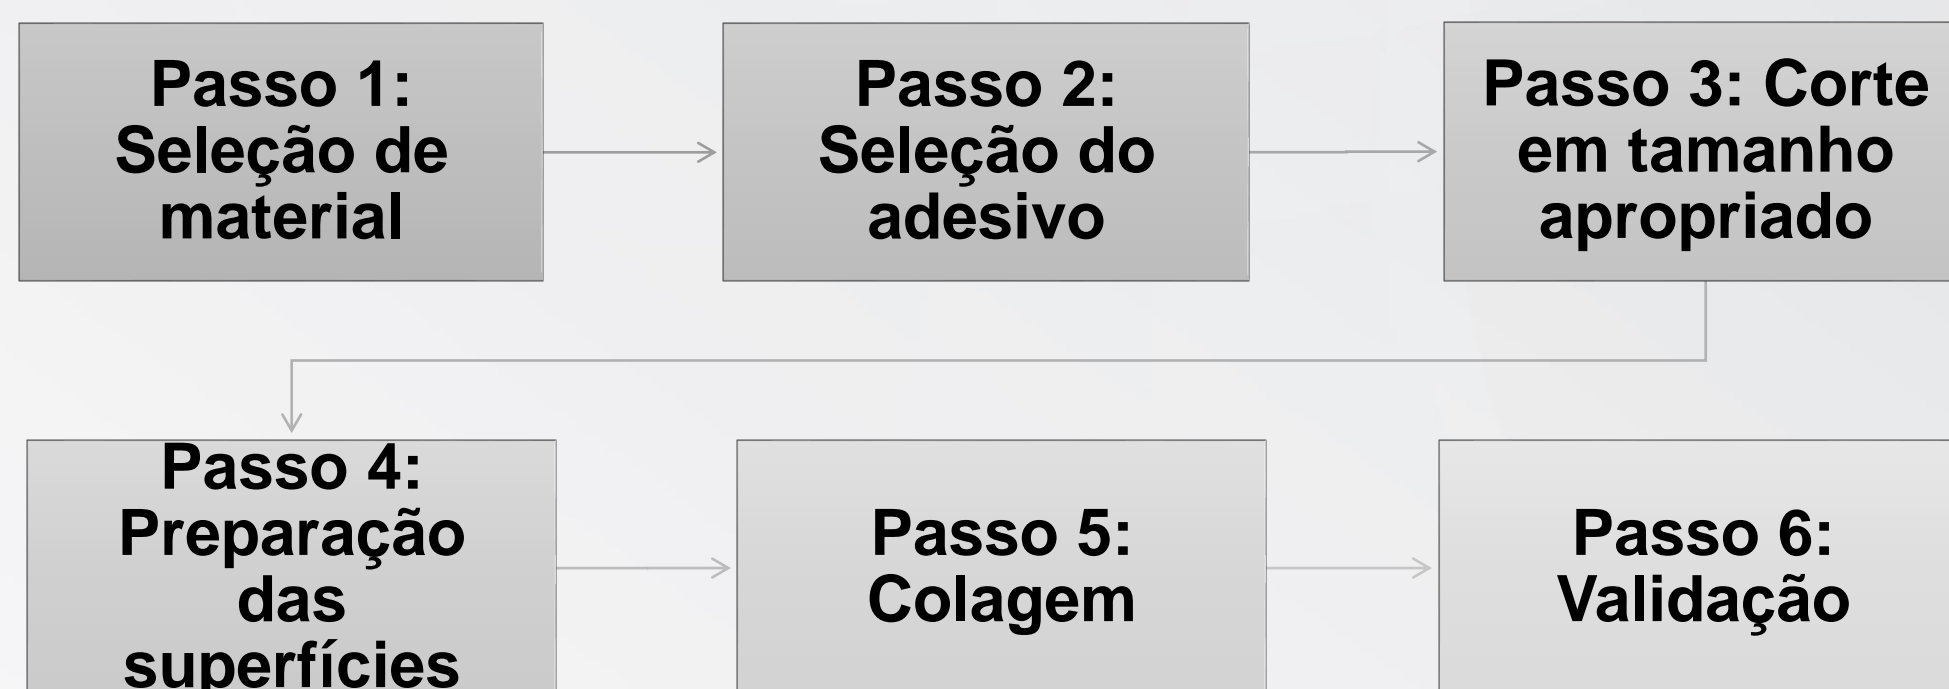 Passo 1:
Seleção de
material
Passo 2:
Seleção do
adesivo
Passo 3: Corte
em tamanho
apropriado
Passo 4:
Preparação
das
superfícies
Passo 5:
Colagem
Passo 6:
Validação